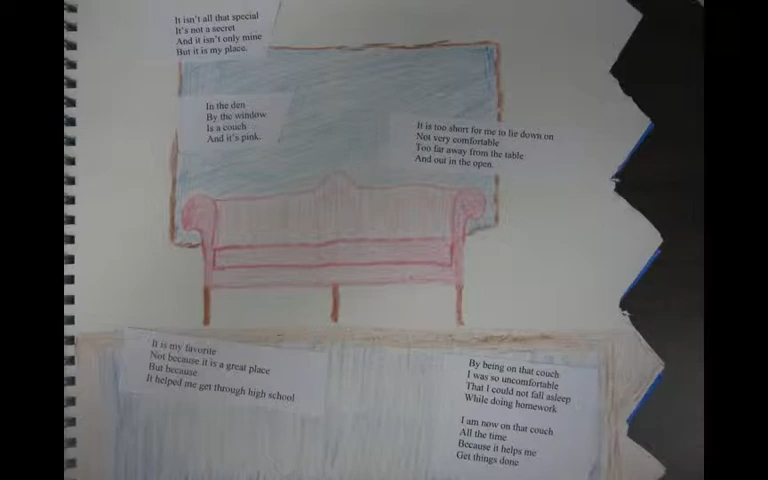 It isn't all that special
It's not a secret
And it isn't only mine
But it is my place.
In the den
By the window
Is a couch
And it's pink.
It is too short for me to lie down on
Not very comfortable
Too far away from the table
And out in the open.
It is my favorite
Not because it is a great place
But because
It helped me get through high school
By being on that couch
I was so uncomfortable
That I could not fall asleep
While doing homework
I am now on that couch
All the time
Because it helps me
Get things done